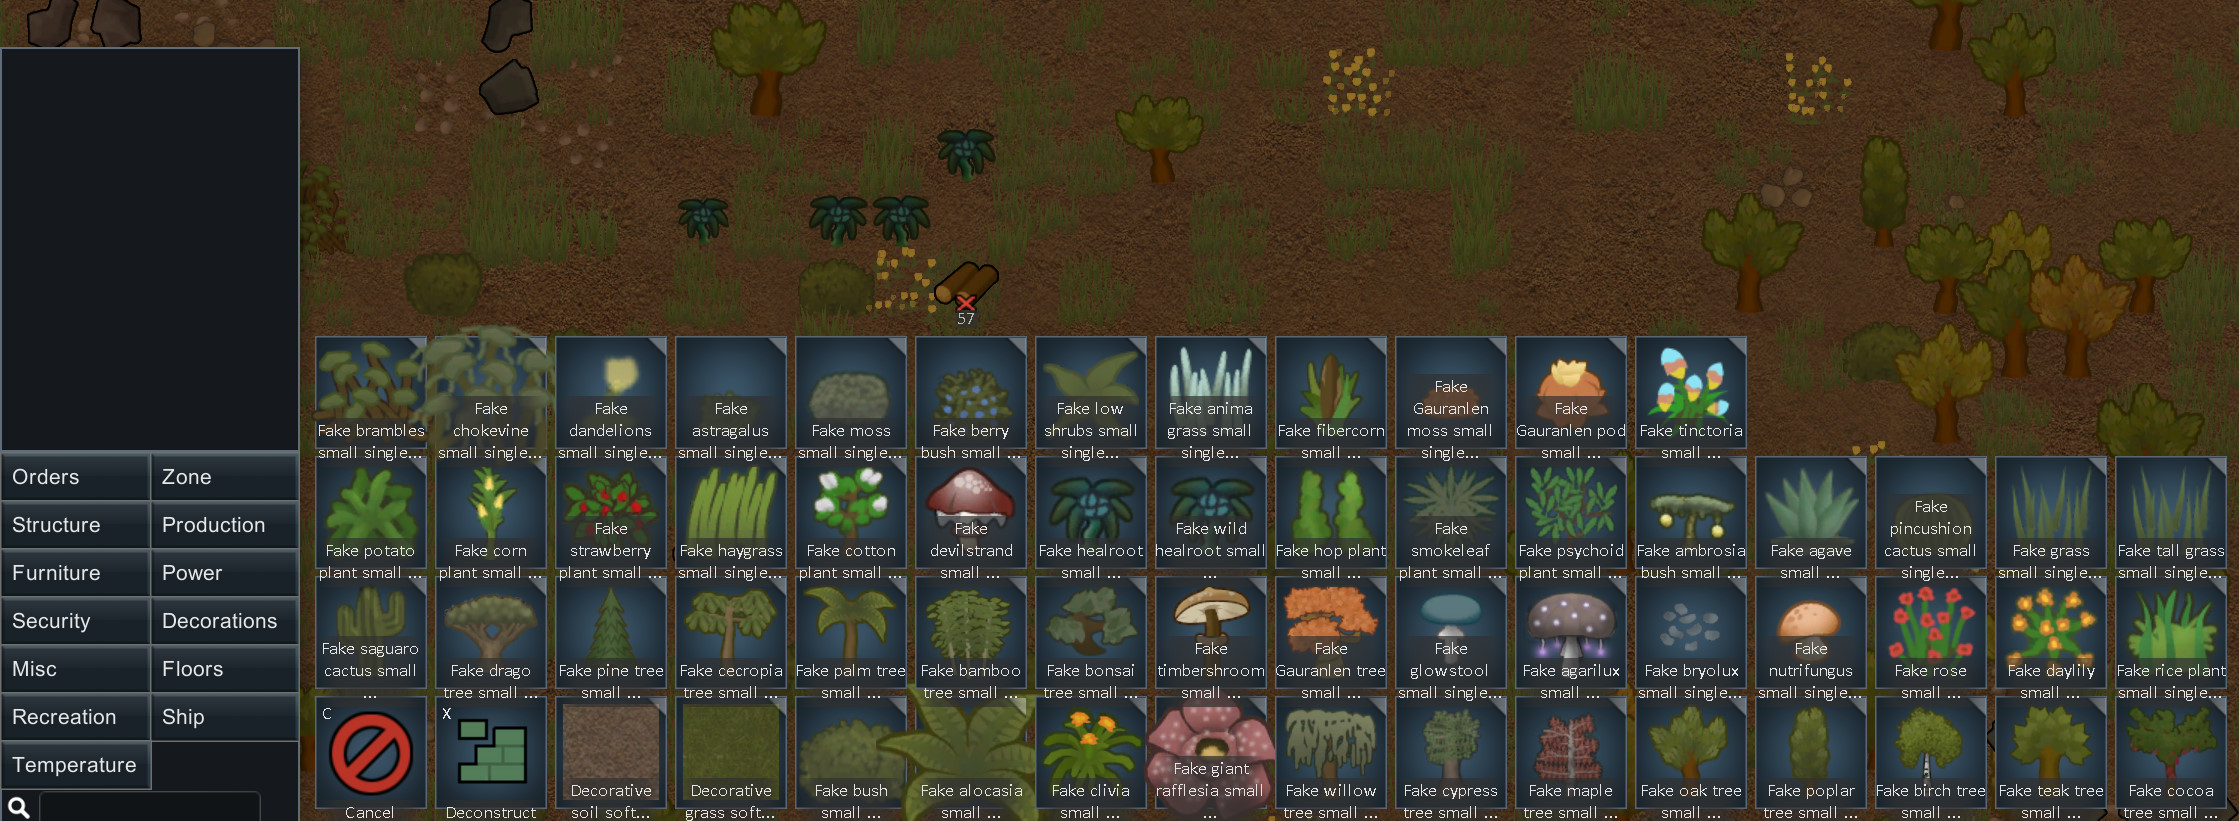 57
Fake brambles small single...
Fake chokevine small single...
Fake dandelions small single...
Fake astragalus small single...
Fake moss small single...
Fake berry bush small ...
Fake low shrubs small single...
Fake anima grass small single...
Fake fibercorn small ...
Fake Gauranlen moss small single...
Fake Gauranlen pod small ...
Fake tinctoria small ...
Fake potato plant small ...
Fake corn plant small ...
Fake strawberry plant small ...
Fake haygrass small single...
Fake cotton plant small ...
Fake devilstrand small ...
Fake healroot small ...
Fake wild healroot small ...
Fake hop plant small ...
Fake smokeleaf plant small ...
Fake psychoid plant small ...
Fake ambrosia bush small ...
Fake agave small ...
Fake pincushion cactus small single...
Fake grass small single...
Fake tall grass small single...
Fake saguaro cactus small ...
Fake drago tree small ...
Fake pine tree small ...
Fake cecropia tree small ...
Fake palm tree small ...
Fake bamboo tree small ...
Fake bonsai tree small ...
Fake timbershroom small ...
Fake Gauranlen tree small ...
Fake glowstool small single...
Fake agarilux small ...
Fake bryolux small single...
Fake nutrifungus small single...
Fake rose small ...
Fake daylily small ...
Fake rice plant small single...
C
Cancel
X
Deconstruct
Decorative soil soft...
Decorative grass soft...
Fake bush small ...
Fake alocasia small ...
Fake clivia small ...
Fake giant rafflesia small ...
Fake willow tree small ...
Fake cypress tree small ...
Fake maple tree small ...
Fake oak tree small ...
Fake poplar tree small ...
Fake birch tree small ...
Fake teak tree small ...
Fake cocoa tree small ...
Orders
Zone
Structure
Production
Furniture
Power
Security
Decorations
Misc
Floors
Recreation
Ship
Temperature